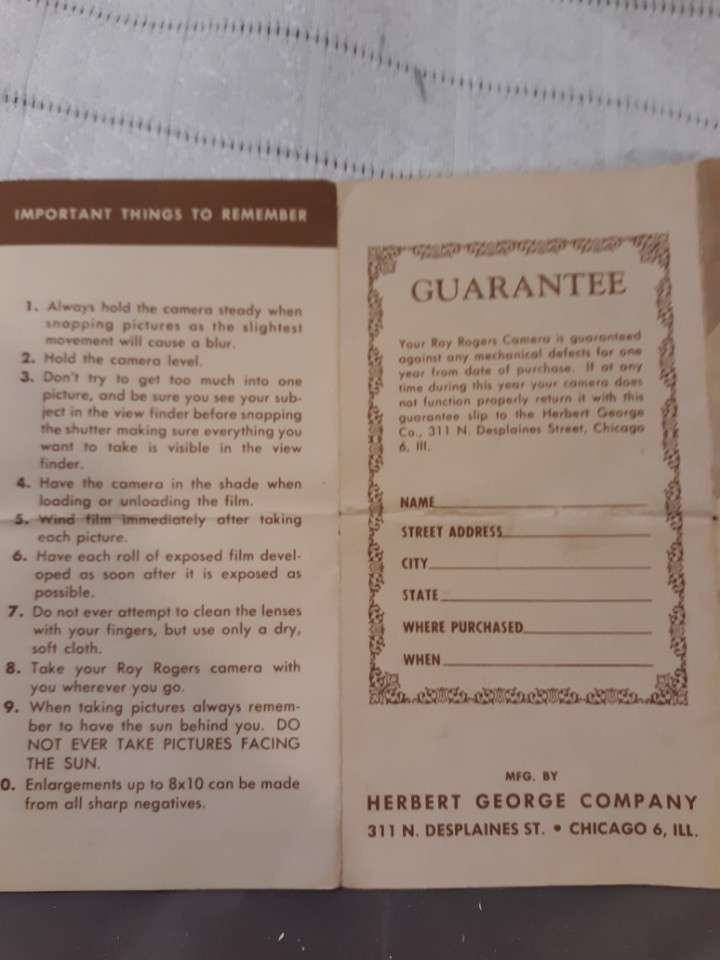 IMPORTANT THINGS TO REMEMBER
1. Always hold the camera steady when
snapping pictures as the slightest
movement will cause a blur.
2. Hold the camera level.
3. Don't try to get too much into one
picture, and be sure you see your sub-
ject in the view finder before snapping
the shutter making sure everything you
want to take is visible in the view
finder.
4. Have the camera in the shade when
loading or unloading the film.
5. Wind film immediately after taking
each picture.
6. Have each roll of exposed film devel-
oped as soon after it is exposed as
possible.
7. Do not ever attempt to clean the lenses
with your fingers, but use only a dry,
soft cloth.
8. Take your Roy Rogers camera with
you wherever you go.
9. When taking pictures always remem-
ber to have the sun behind you. DO
NOT EVER TAKE PICTURES FACING
THE SUN.
0. Enlargements up to 8x10 can be made
from all sharp negatives.
GUARANTEE
Your Roy Rogers Camera is guaranteed
against any mechanical defects for one
year from date of purchase. If at any
time during this year your camera does
not function properly return it with this
guarantee slip to the Herbert George
Co., 311 N. Desplaines Street, Chicago
6, Ill.
NAME
STREET ADDRESS
CITY
STATE
WHERE PURCHASED
WHEN
MFG. BY
HERBERT GEORGE COMPANY
311 N. DESPLAINES ST. • CHICAGO 6, ILL.